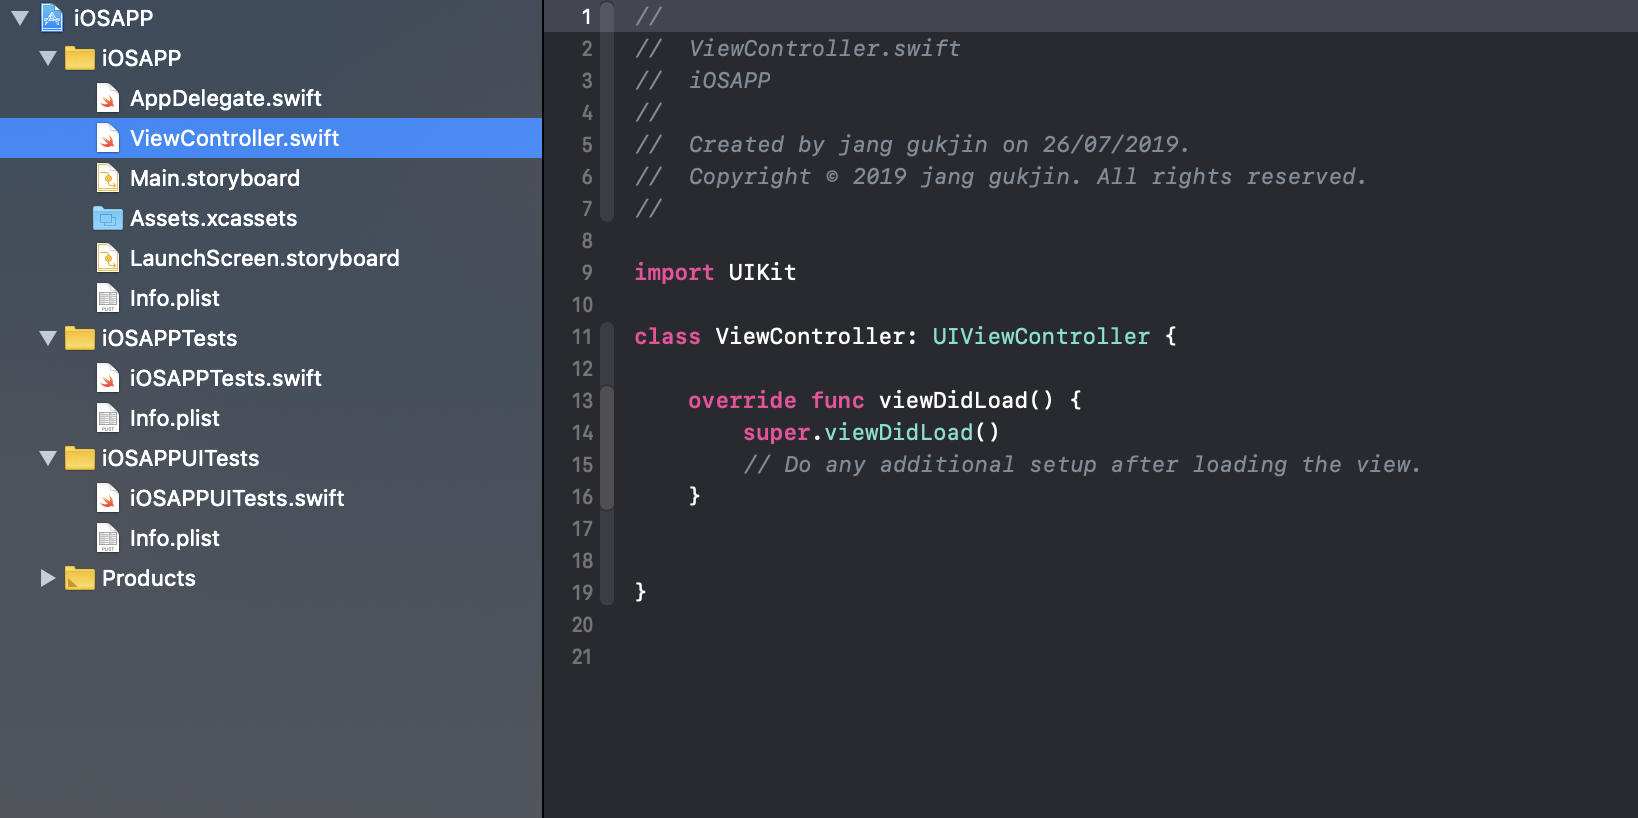 iOSAPP
iOSAPP
AppDelegate.swift
ViewController.swift
Main.storyboard
Assets.xcassets
LaunchScreen.storyboard
Info.plist
iOSAPPTests
iOSAPPTests.swift
Info.plist
iOSAPPUITests
iOSAPPUITests.swift
Info.plist
Products
1 //
2 //  ViewController.swift
3 //  iOSAPP
4 //
5 //  Created by jang gukjin on 26/07/2019.
6 //  Copyright © 2019 jang gukjin. All rights reserved.
7 //
8
9 import UIKit
10
11 class ViewController: UIViewController {
12
13     override func viewDidLoad() {
14         super.viewDidLoad()
15         // Do any additional setup after loading the view.
16     }
17
18
19 }
20
21